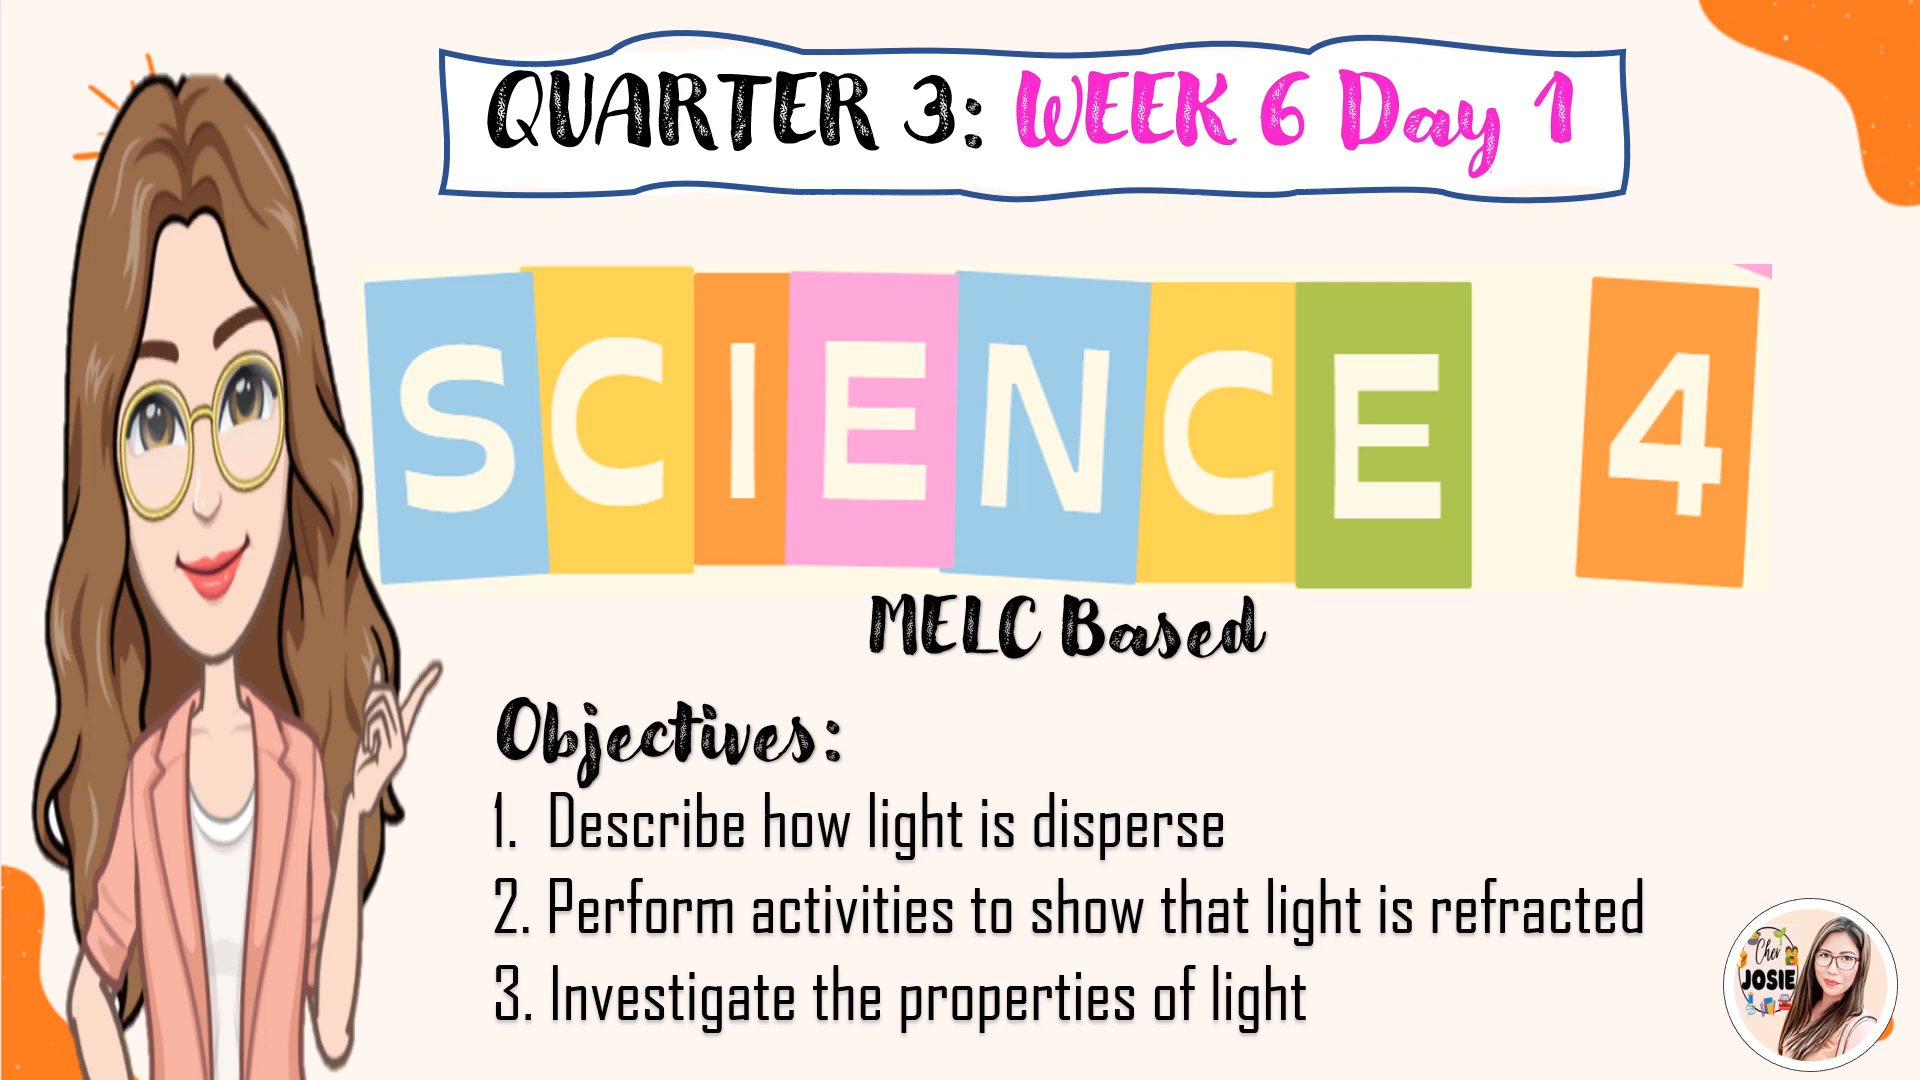 QUARTER 3: WEEK 6 Day 1
SCIENCE 4
MELC Based
Objectives:
1. Describe how light is disperse
2. Perform activities to show that light is refracted
3. Investigate the properties of light
Cher
JOSIE